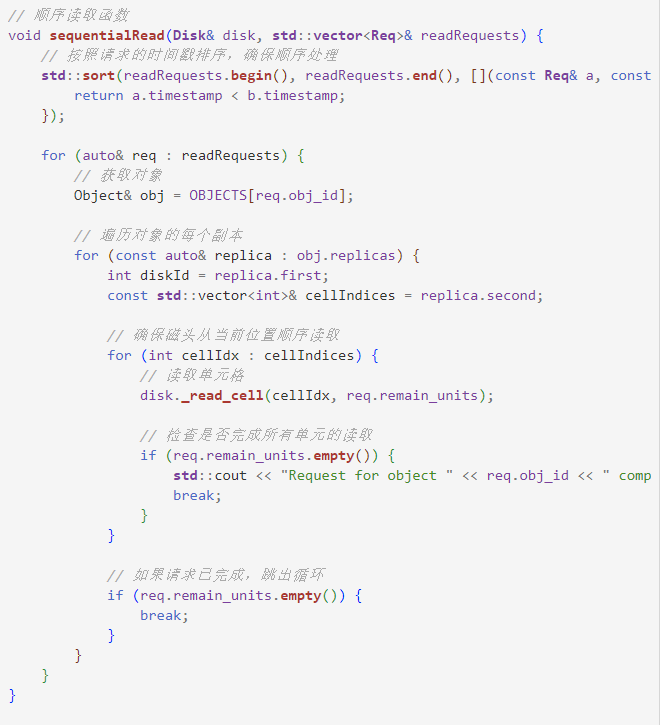 // 顺序读取函数
void sequentialRead(Disk& disk, std::vector<Req>& readRequests) {
    // 按照请求的时间戳排序，确保顺序处理
    std::sort(readRequests.begin(), readRequests.end(), [](const Req& a, const
        return a.timestamp < b.timestamp;
    });

    for (auto& req : readRequests) {
        // 获取对象
        Object& obj = OBJECTS[req.obj_id];

        // 遍历对象的每个副本
        for (const auto& replica : obj.replicas) {
            int diskId = replica.first;
            const std::vector<int>& cellIndices = replica.second;

            // 确保磁头从当前位置顺序读取
            for (int cellIdx : cellIndices) {
                // 读取单元格
                disk._read_cell(cellIdx, req.remain_units);

                // 检查是否完成所有单元的读取
                if (req.remain_units.empty()) {
                    std::cout << "Request for object " << req.obj_id << " comp
                    break;
                }
            }

            // 如果请求已完成，跳出循环
            if (req.remain_units.empty()) {
                break;
            }
        }
    }
}